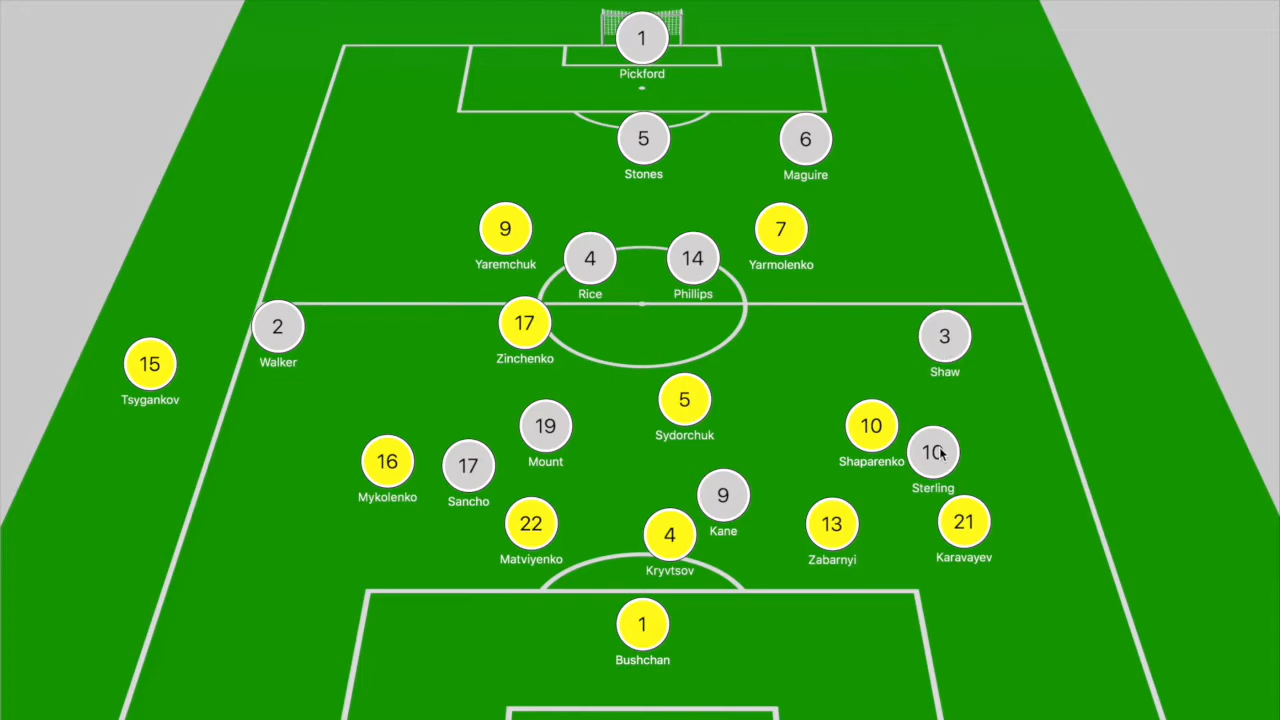 1
Pickford
5
Stones
6
Maguire
9
Yaremchuk
7
Yarmolenko
4
Rice
14
Phillips
2
Walker
17
Zinchenko
3
Shaw
15
Tsygankov
5
Sydorchuk
19
Mount
10
Shaparenko
10
Sterling
16
Mykolenko
17
Sancho
9
Kane
22
Matviyenko
4
Kryvtsov
13
Zabarnyi
21
Karavayev
1
Bushchan